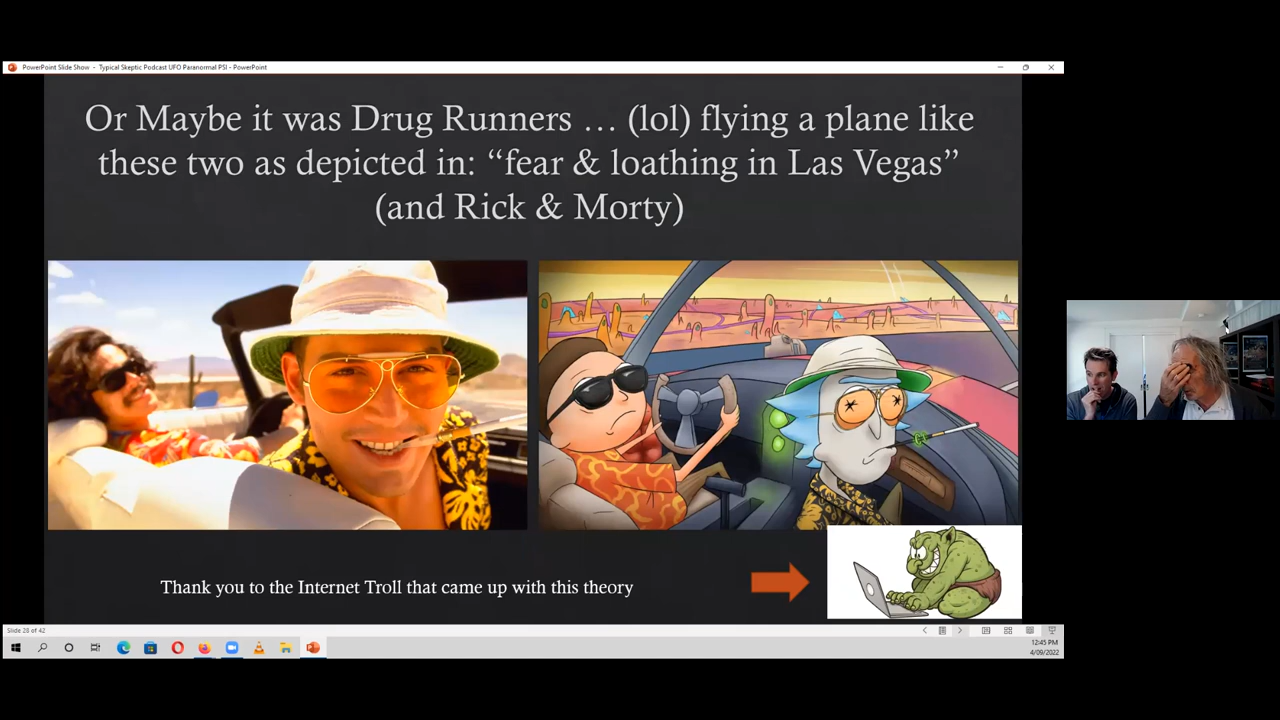 PowerPoint Slide Show - Typical Skeptic Podcast UFO Paranormal PSI - PowerPoint
Or Maybe it was Drug Runners … (lol) flying a plane like
these two as depicted in: “fear & loathing in Las Vegas”
(and Rick & Morty)
Thank you to the Internet Troll that came up with this theory
Slide 28 of 42
12:45 PM
4/09/2022